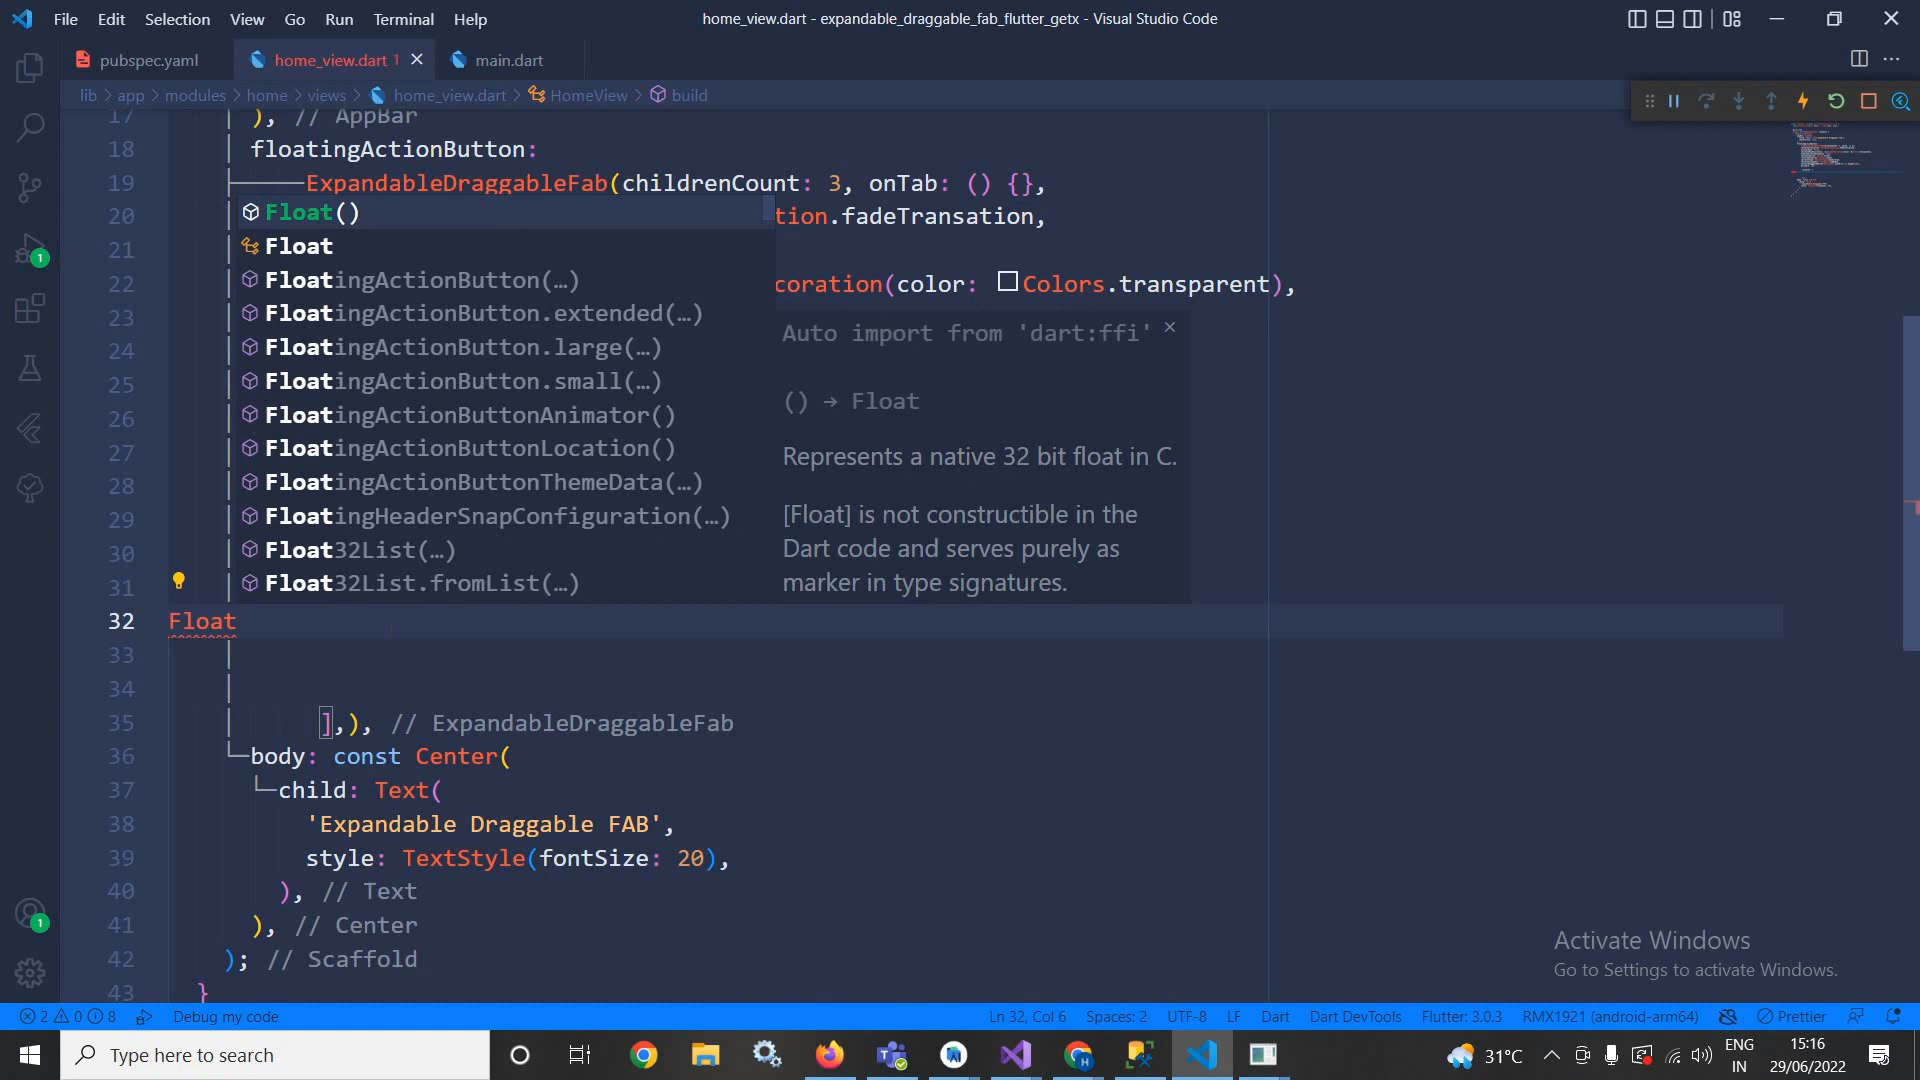 File Edit Selection View Go Run Terminal Help
home_view.dart - expandable_draggable_fab_flutter_getx - Visual Studio Code
pubspec.yaml
home_view.dart 1
main.dart
lib > app > modules > home > views > home_view.dart > HomeView > build
17 ), // AppBar
18 floatingActionButton:
19 ExpandableDraggableFab(childrenCount: 3, onTab: () {},
20 tion.fadeTransation,
21
22 coration(color: Colors.transparent),
23
24
25
26
27
28
29
30
31
Float()
Float
FloatingActionButton(…)
FloatingActionButton.extended(…)
FloatingActionButton.large(…)
FloatingActionButton.small(…)
FloatingActionButtonAnimator()
FloatingActionButtonLocation()
FloatingActionButtonThemeData(…)
FloatingHeaderSnapConfiguration(…)
Float32List(…)
Float32List.fromList(…)
Auto import from 'dart:ffi'
() → Float
Represents a native 32 bit float in C.
[Float] is not constructible in the
Dart code and serves purely as
marker in type signatures.
32 Float
33
34
35 ],), // ExpandableDraggableFab
36 body: const Center(
37 child: Text(
38 'Expandable Draggable FAB',
39 style: TextStyle(fontSize: 20),
40 ), // Text
41 ), // Center
42 ); // Scaffold
43 }
1
1
Activate Windows
Go to Settings to activate Windows.
2 0 8 Debug my code
Ln 32, Col 6 Spaces: 2 UTF-8 LF Dart Dart DevTools Flutter: 3.0.3 RMX1921 (android-arm64) Prettier
Type here to search
31°C
ENG
IN
15:16
29/06/2022